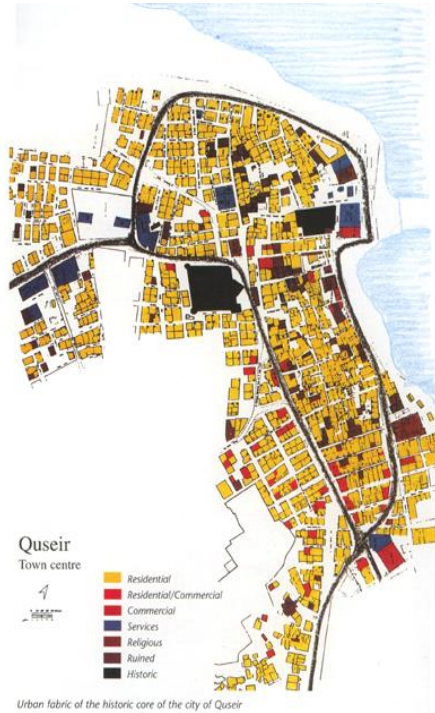 Quseir
Town centre
Residential
Residential/Commercial
Commercial
Services
Religious
Ruined
Historic
Urban fabric of the historic core of the city of Quseir